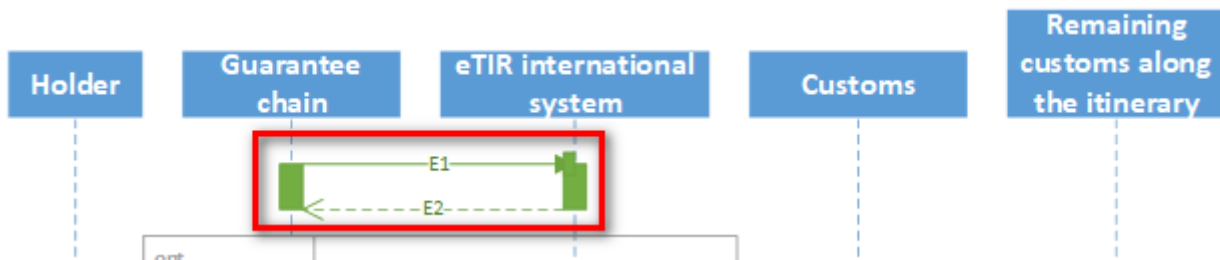 Holder
Guarantee
chain
eTIR international
system
Customs
Remaining
customs along
the itinerary
E1
E2